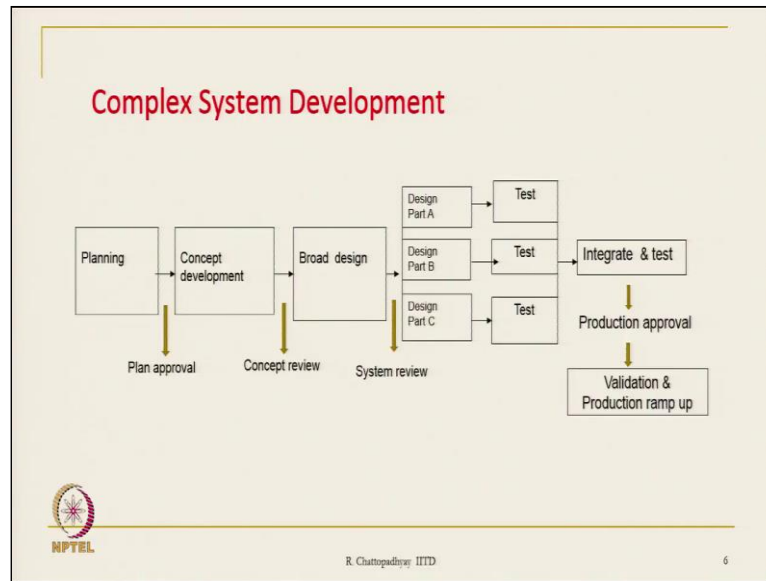 Complex System Development
Planning
Concept
development
Broad design
Design
Part A
Test
Design
Part B
Test
Design
Part C
Test
Integrate & test
Plan approval
Concept review
System review
Production approval
Validation &
Production ramp up
NPTEL
R. Chattopadhyay IITD
6